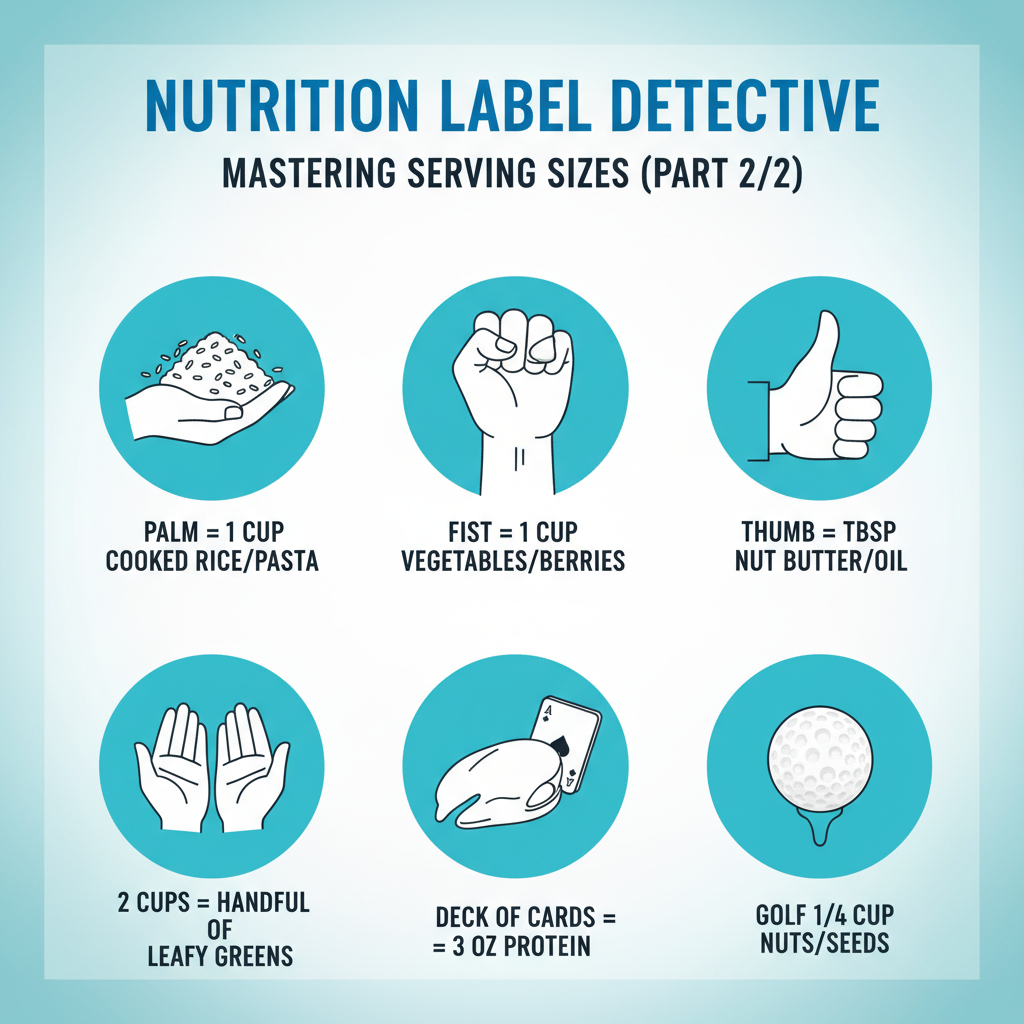 NUTRITION LABEL DETECTIVE
MASTERING SERVING SIZES (PART 2/2)
PALM = 1 CUP
COOKED RICE/PASTA
FIST = 1 CUP
VEGETABLES/BERRIES
THUMB = TBSP
NUT BUTTER/OIL
A
A
2 CUPS = HANDFUL
OF
LEAFY GREENS
DECK OF CARDS =
= 3 OZ PROTEIN
GOLF 1/4 CUP
NUTS/SEEDS